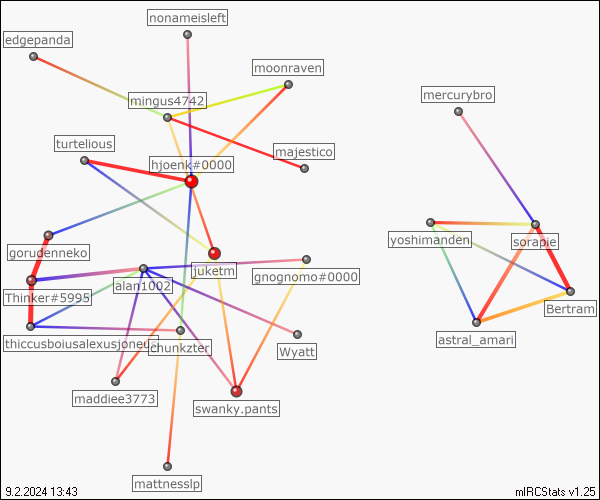 nonameisleft
edgepanda
moonraven
mercurybro
mingus4742
turtelious
majestico
hjoenk#0000
yoshimanden
sorapie
gorudenneko
juketm
gnognomo#0000
alan1002
Thinker#5995
Bertram
thiccusboiusalexusjoneu
chunkzter
Wyatt
astral_amari
maddiee3773
swanky.pants
mattnesslp
9.2.2024 13:43
mIRCStats v1.25